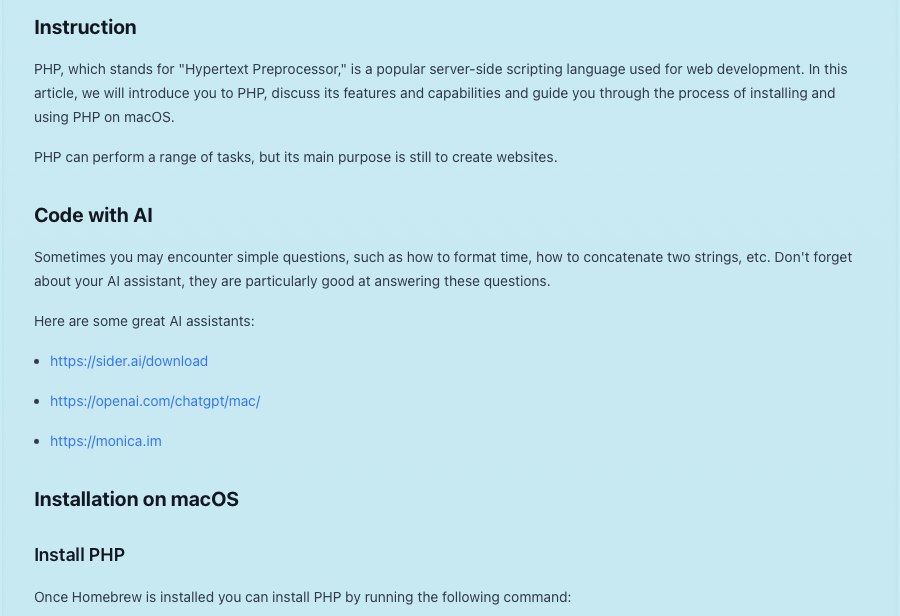 Instruction
PHP, which stands for "Hypertext Preprocessor," is a popular server-side scripting language used for web development. In this
article, we will introduce you to PHP, discuss its features and capabilities and guide you through the process of installing and
using PHP on macOS.
PHP can perform a range of tasks, but its main purpose is still to create websites.
Code with AI
Sometimes you may encounter simple questions, such as how to format time, how to concatenate two strings, etc. Don't forget
about your AI assistant, they are particularly good at answering these questions.
Here are some great AI assistants:
• https://sider.ai/download
• https://openai.com/chatgpt/mac/
• https://monica.im
Installation on macOS
Install PHP
Once Homebrew is installed you can install PHP by running the following command: